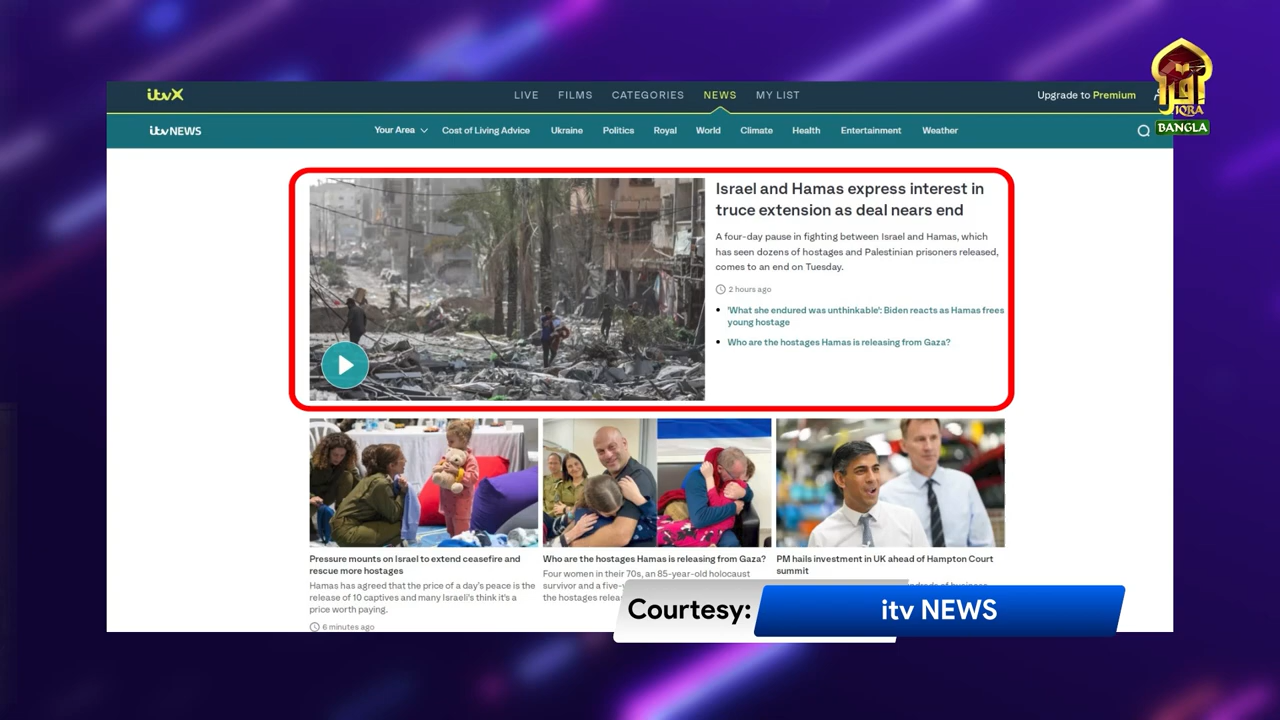 itvX
LIVE FILMS CATEGORIES NEWS MY LIST
Upgrade to Premium
اقرأ
IQRA
BANGLA
itv NEWS
Your Area Cost of Living Advice Ukraine Politics Royal World Climate Health Entertainment Weather
Israel and Hamas express interest in
truce extension as deal nears end
A four-day pause in fighting between Israel and Hamas, which
has seen dozens of hostages and Palestinian prisoners released,
comes to an end on Tuesday.
2 hours ago
'What she endured was unthinkable': Biden reacts as Hamas frees
young hostage
Who are the hostages Hamas is releasing from Gaza?
Pressure mounts on Israel to extend ceasefire and
rescue more hostages
Hamas has agreed that the price of a day's peace is the
release of 10 captives and many Israeli's think it's a
price worth paying.
6 minutes ago
Who are the hostages Hamas is releasing from Gaza?
Four women in their 70s, an 85-year-old holocaust
survivor and a five-
the hostages relea
PM hails investment in UK ahead of Hampton Court
summit
Courtesy: itv NEWS